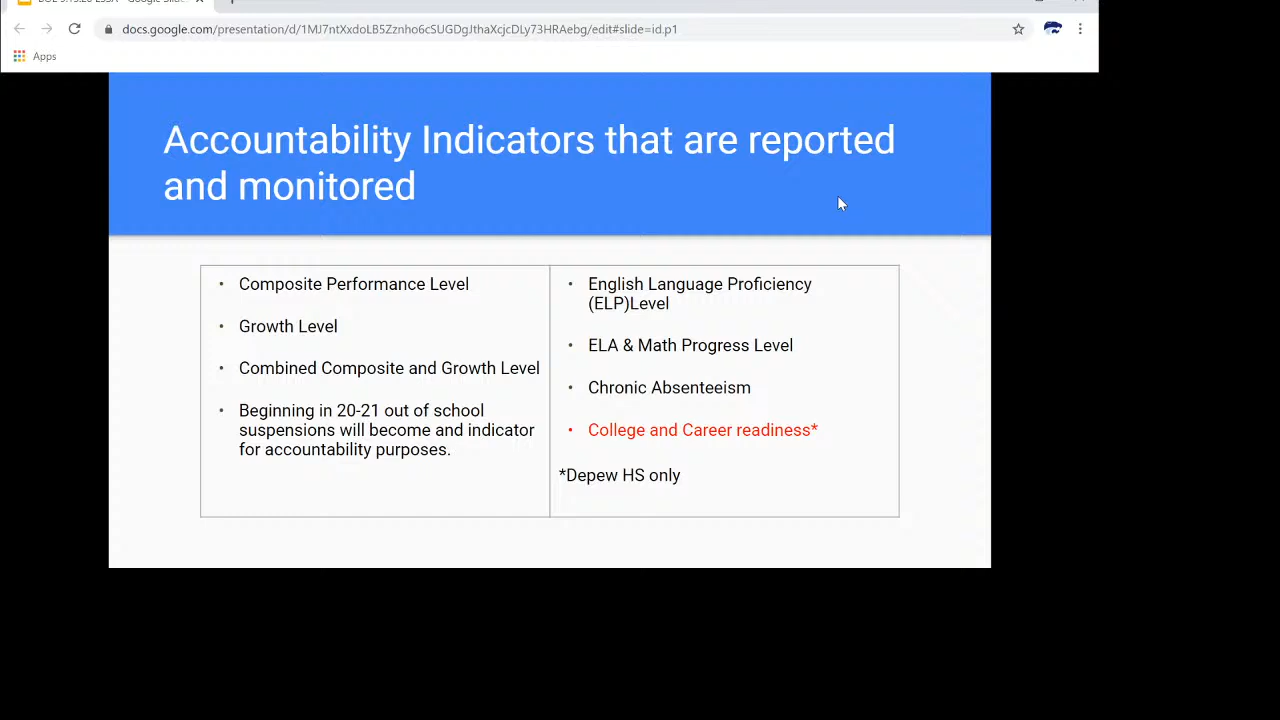 docs.google.com/presentation/d/1MJ7ntXxdoLB5Zznho6cSUGDgJthaXcjcDLy73HRAebg/edit#slide=id.p1
Apps
Accountability Indicators that are reported
and monitored
• Composite Performance Level
• Growth Level
• Combined Composite and Growth Level
• Beginning in 20-21 out of school
suspensions will become and indicator
for accountability purposes.
• English Language Proficiency
(ELP)Level
• ELA & Math Progress Level
• Chronic Absenteeism
• College and Career readiness*
*Depew HS only